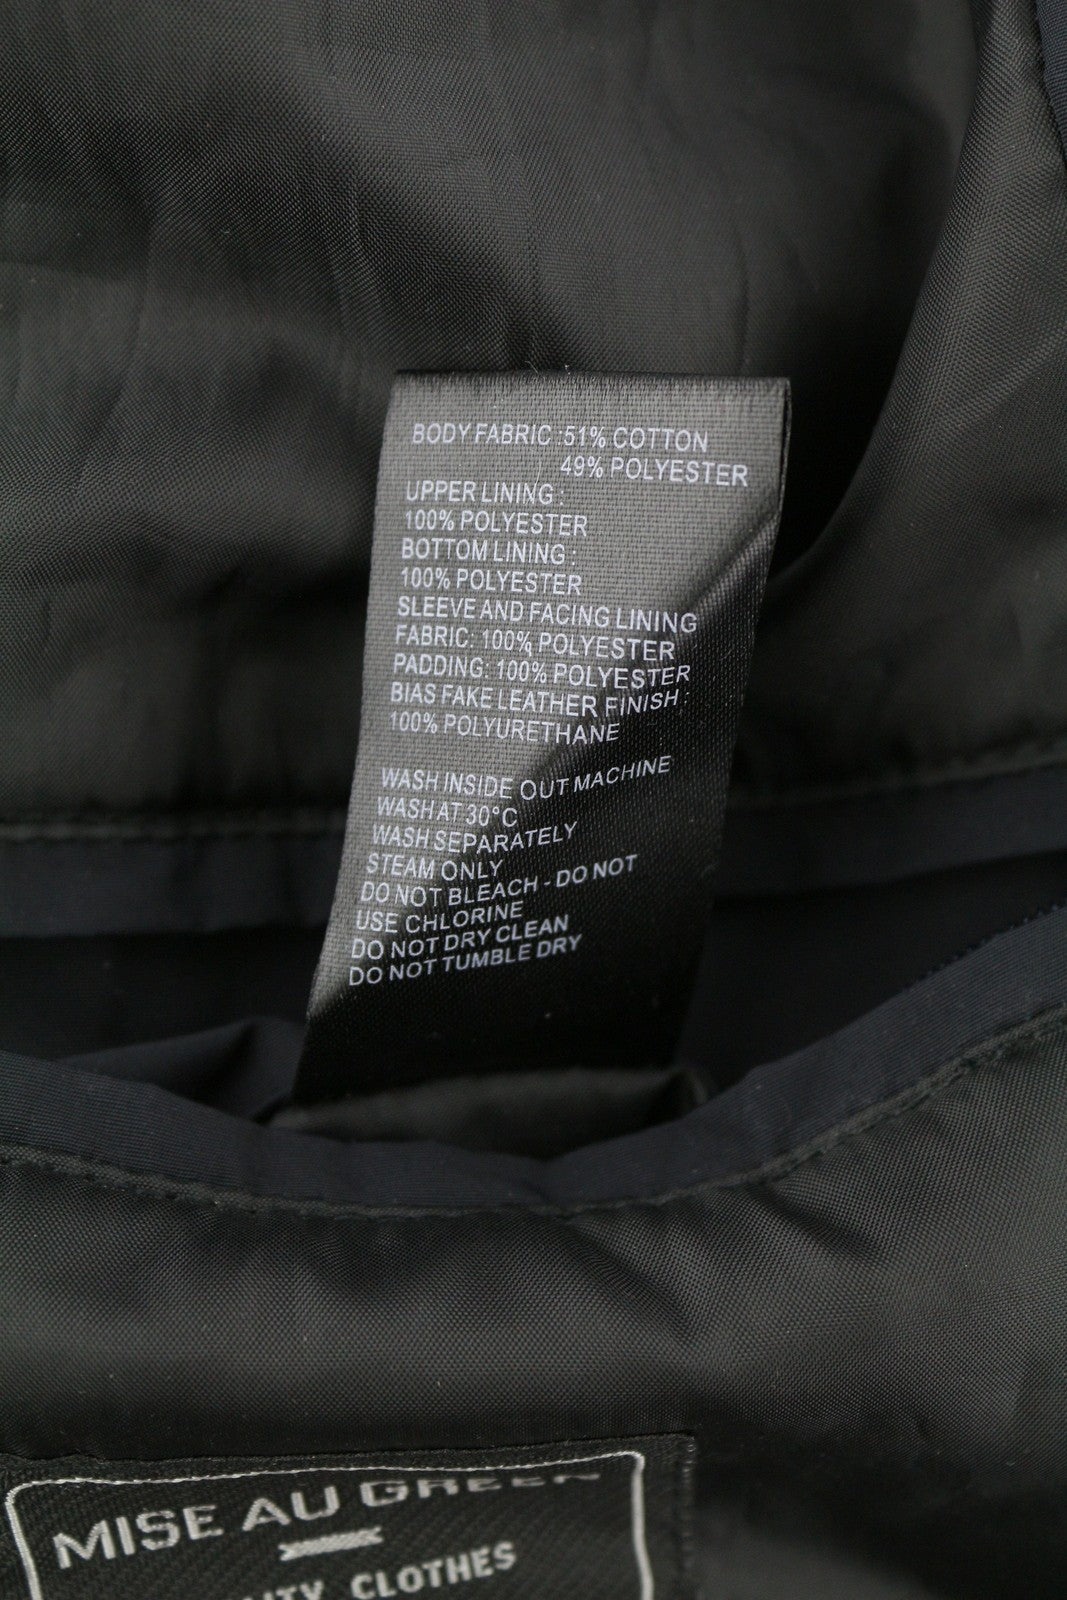 BODY FABRIC :51% COTTON
49% POLYESTER
UPPER LINING :
100% POLYESTER
BOTTOM LINING :
100% POLYESTER
SLEEVE AND FACING LINING
FABRIC: 100% POLYESTER
PADDING: 100% POLYESTER
BIAS FAKE LEATHER FINISH :
100% POLYURETHANE
WASH INSIDE OUT MACHINE
WASH AT 30°C
WASH SEPARATELY
STEAM ONLY
DO NOT BLEACH - DO NOT
USE CHLORINE
DO NOT DRY CLEAN
DO NOT TUMBLE DRY
MISE AU GREEN
CLOTHES